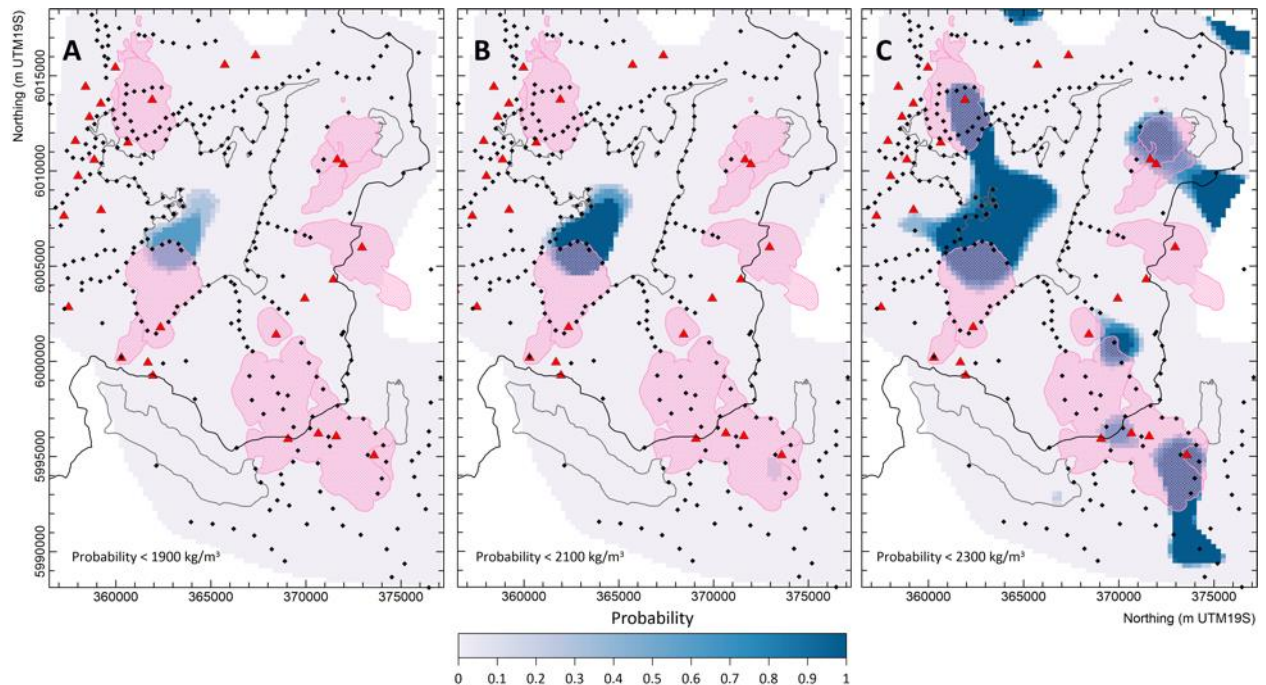 A
B
C
Northing (m UTM19S)
6015000
6010000
6005000
6000000
5995000
5990000
Probability < 1900 kg/m³
Probability < 2100 kg/m³
Probability < 2300 kg/m³
360000 365000 370000 375000
360000 365000 370000 375000
360000 365000 370000 375000
Probability
Northing (m UTM19S)
0 0.1 0.2 0.3 0.4 0.5 0.6 0.7 0.8 0.9 1